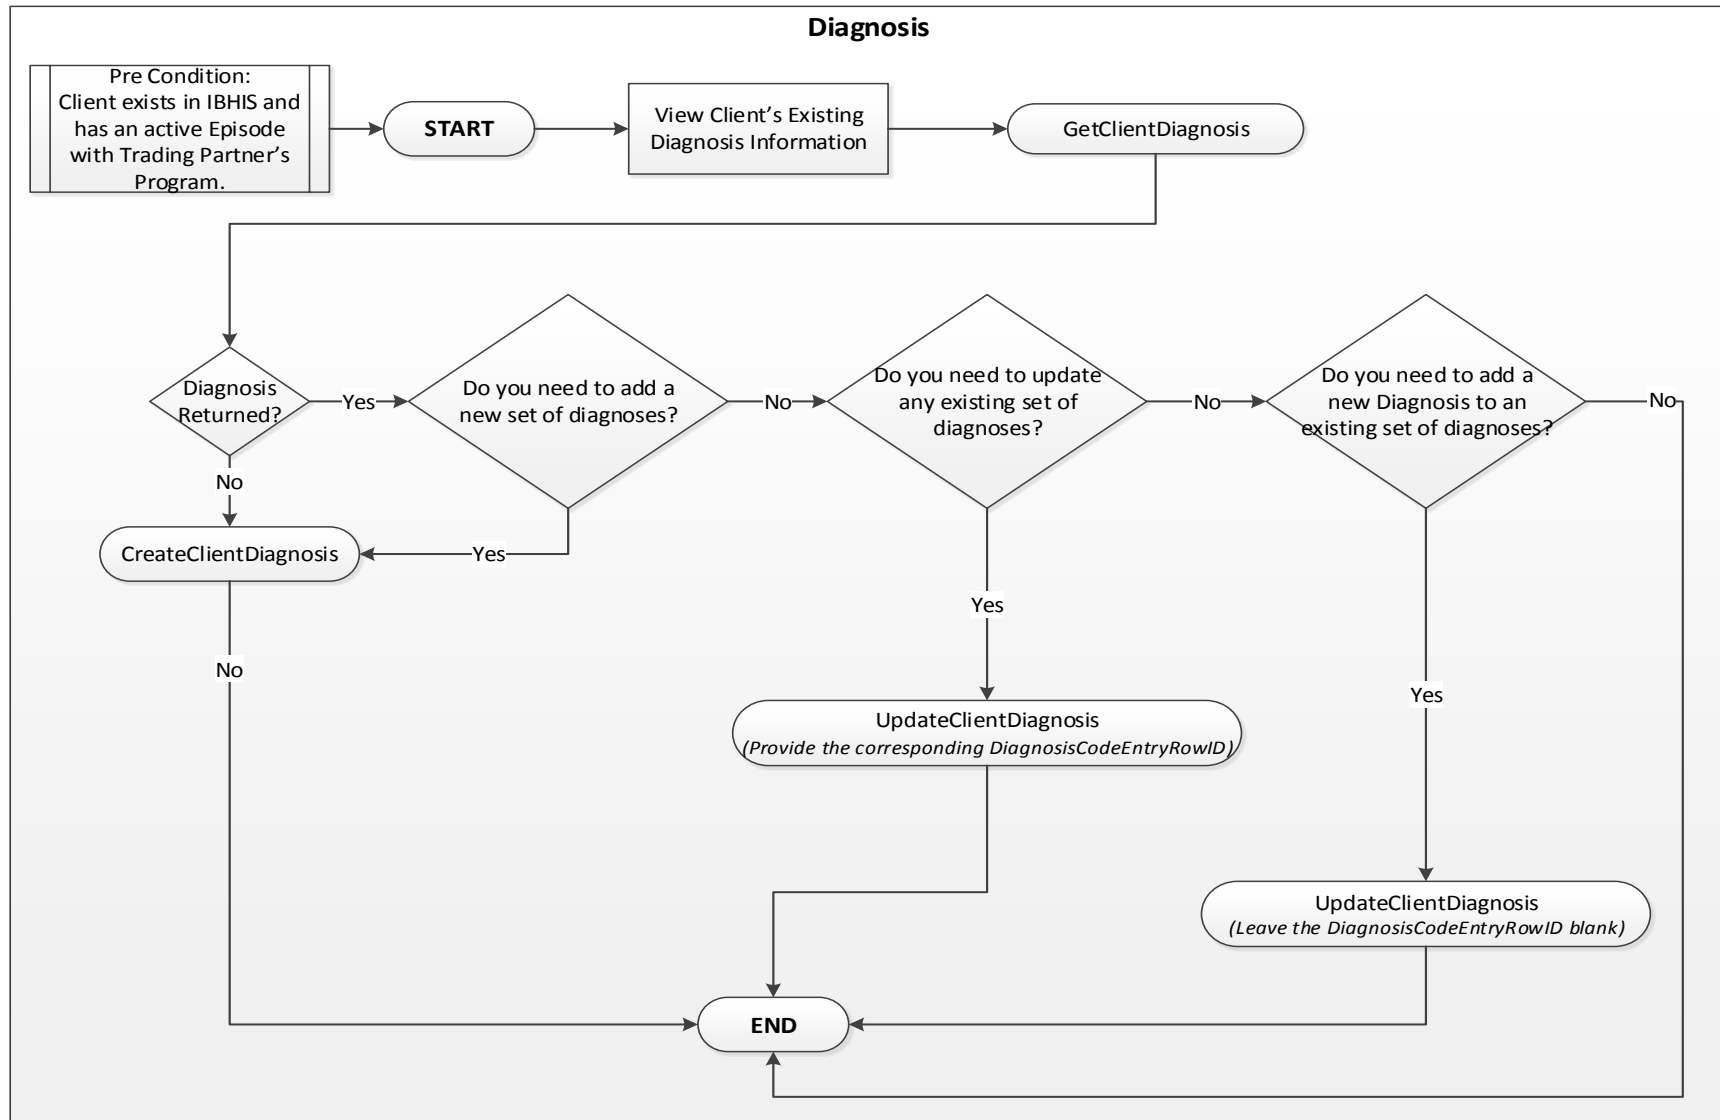 Diagnosis
Pre Condition:
Client exists in IBHIS and
has an active Episode
with Trading Partner's
Program.
START
View Client's Existing
Diagnosis Information
GetClientDiagnosis
Diagnosis
Returned?
Yes
Do you need to add a
new set of diagnoses?
No
Do you need to update
any existing set of
diagnoses?
No
Do you need to add a
new Diagnosis to an
existing set of diagnoses?
No
No
CreateClientDiagnosis
Yes
Yes
No
Yes
UpdateClientDiagnosis
(Provide the corresponding DiagnosisCodeEntryRowID)
UpdateClientDiagnosis
(Leave the DiagnosisCodeEntryRowID blank)
END